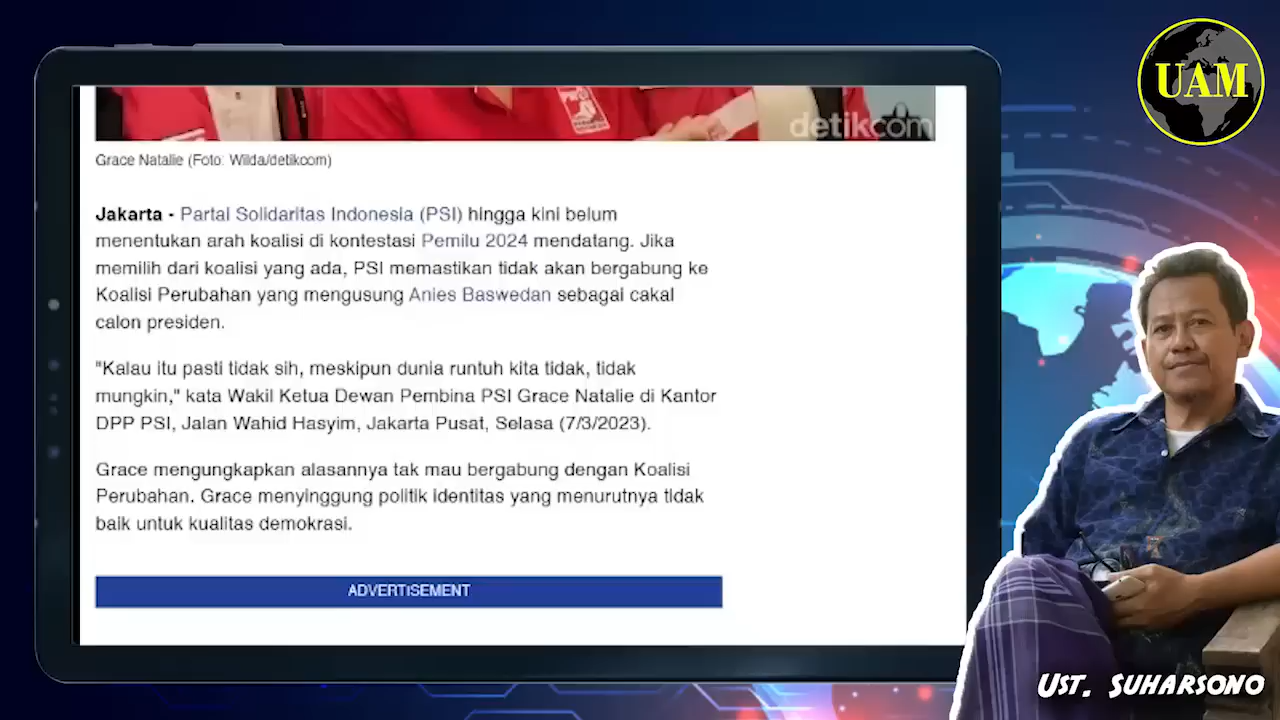 UAM
detikcom
Grace Natalie (Foto: Wilda/detikcom)
Jakarta - Partai Solidaritas Indonesia (PSI) hingga kini belum
menentukan arah koalisi di kontestasi Pemilu 2024 mendatang. Jika
memilih dari koalisi yang ada, PSI memastikan tidak akan bergabung ke
Koalisi Perubahan yang mengusung Anies Baswedan sebagai cakal
calon presiden.
"Kalau itu pasti tidak sih, meskipun dunia runtuh kita tidak, tidak
mungkin," kata Wakil Ketua Dewan Pembina PSI Grace Natalie di Kantor
DPP PSI, Jalan Wahid Hasyim, Jakarta Pusat, Selasa (7/3/2023).
Grace mengungkapkan alasannya tak mau bergabung dengan Koalisi
Perubahan. Grace menyinggung politik identitas yang menurutnya tidak
baik untuk kualitas demokrasi.
ADVERTISEMENT
UST. SUHARSONO